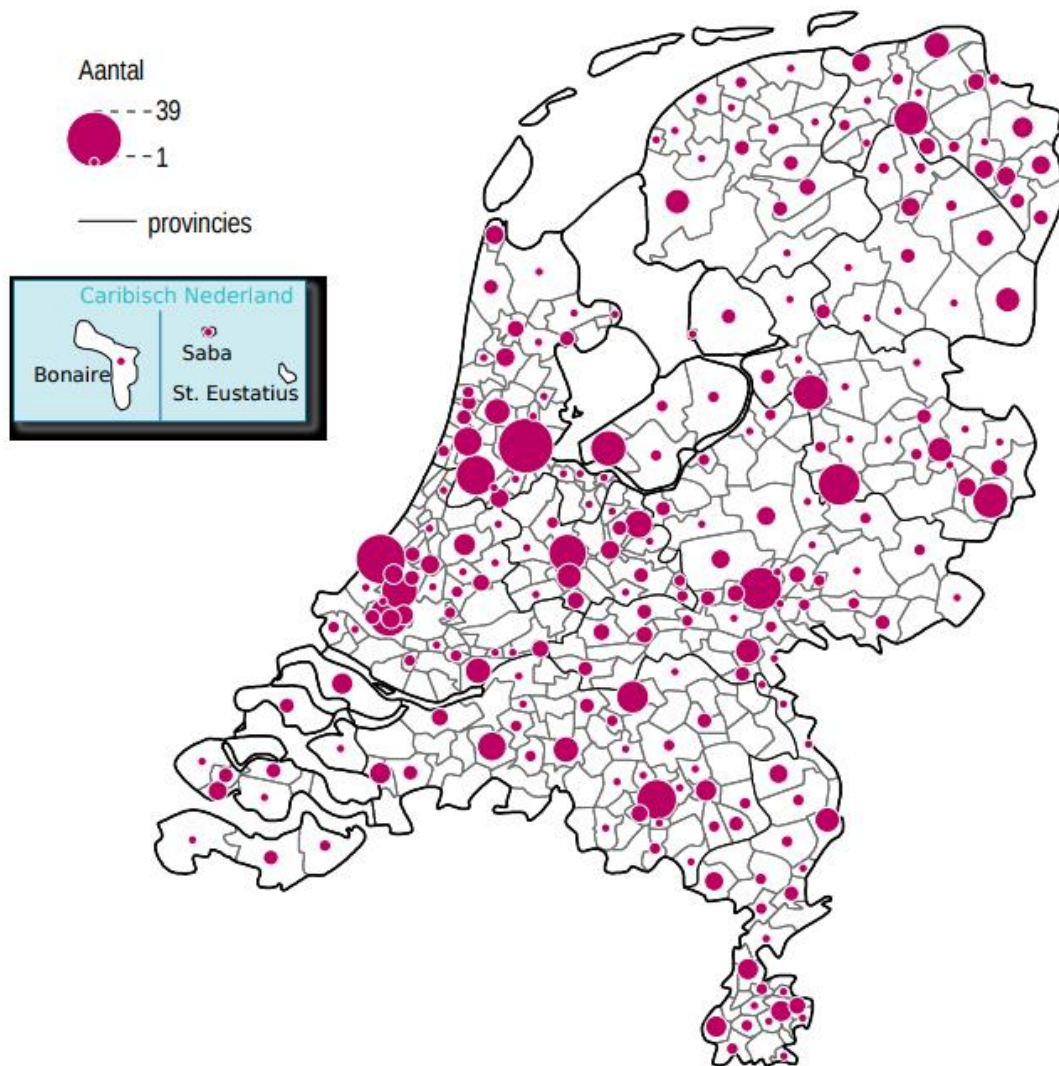 Aantal
39
1
provincies
Caribisch Nederland
Bonaire
Saba
St. Eustatius